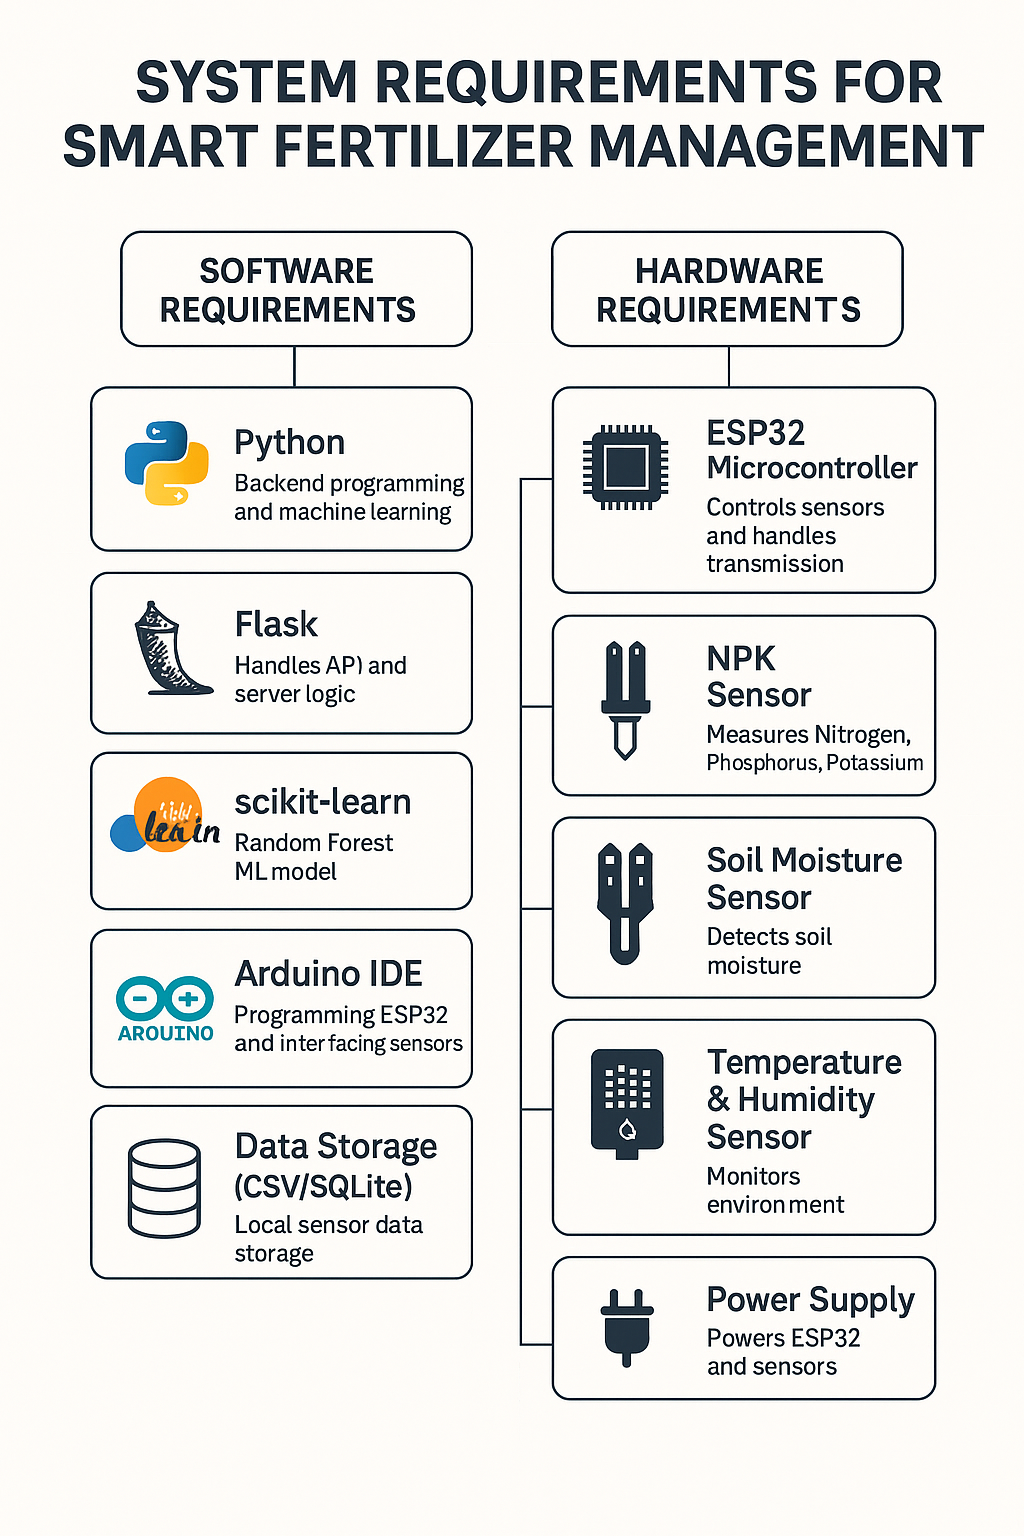 SYSTEM REQUIREMENTS FOR
SMART FERTILIZER MANAGEMENT
SOFTWARE
REQUIREMENTS
Python
Backend programming
and machine learning
Flask
Handles AP) and
server logic
learn
scikit-learn
Random Forest
ML model
AROUINO
Arduino IDE
Programming ESP32
and interfacing sensors
Data Storage
(CSV/SQLite)
Local sensor data
storage
HARDWARE
REQUIREMENTS
ESP32
Microcontroller
Controls sensors
and handles
transmission
NPK
Sensor
Measures Nitrogen,
Phosphorus, Potassium
Soil Moisture
Sensor
Detects soil
moisture
Temperature
& Humidity
Sensor
Monitors
environment
Power Supply
Powers ESP32
and sensors